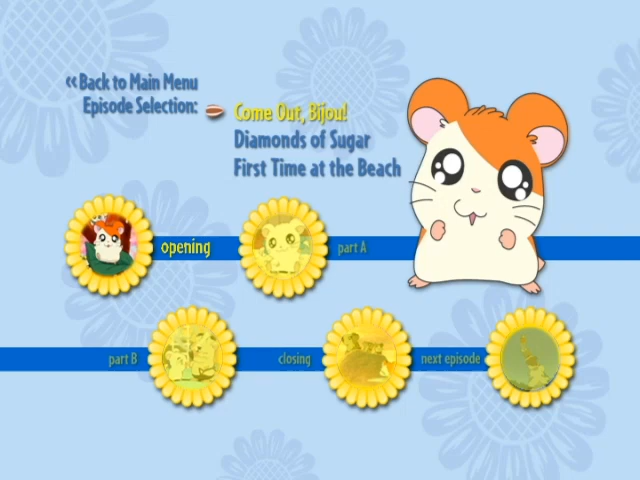 «Back to Main Menu
Episode Selection:
Come Out, Bijou!
Diamonds of Sugar
First Time at the Beach
opening
part A
part B
closing
next episode